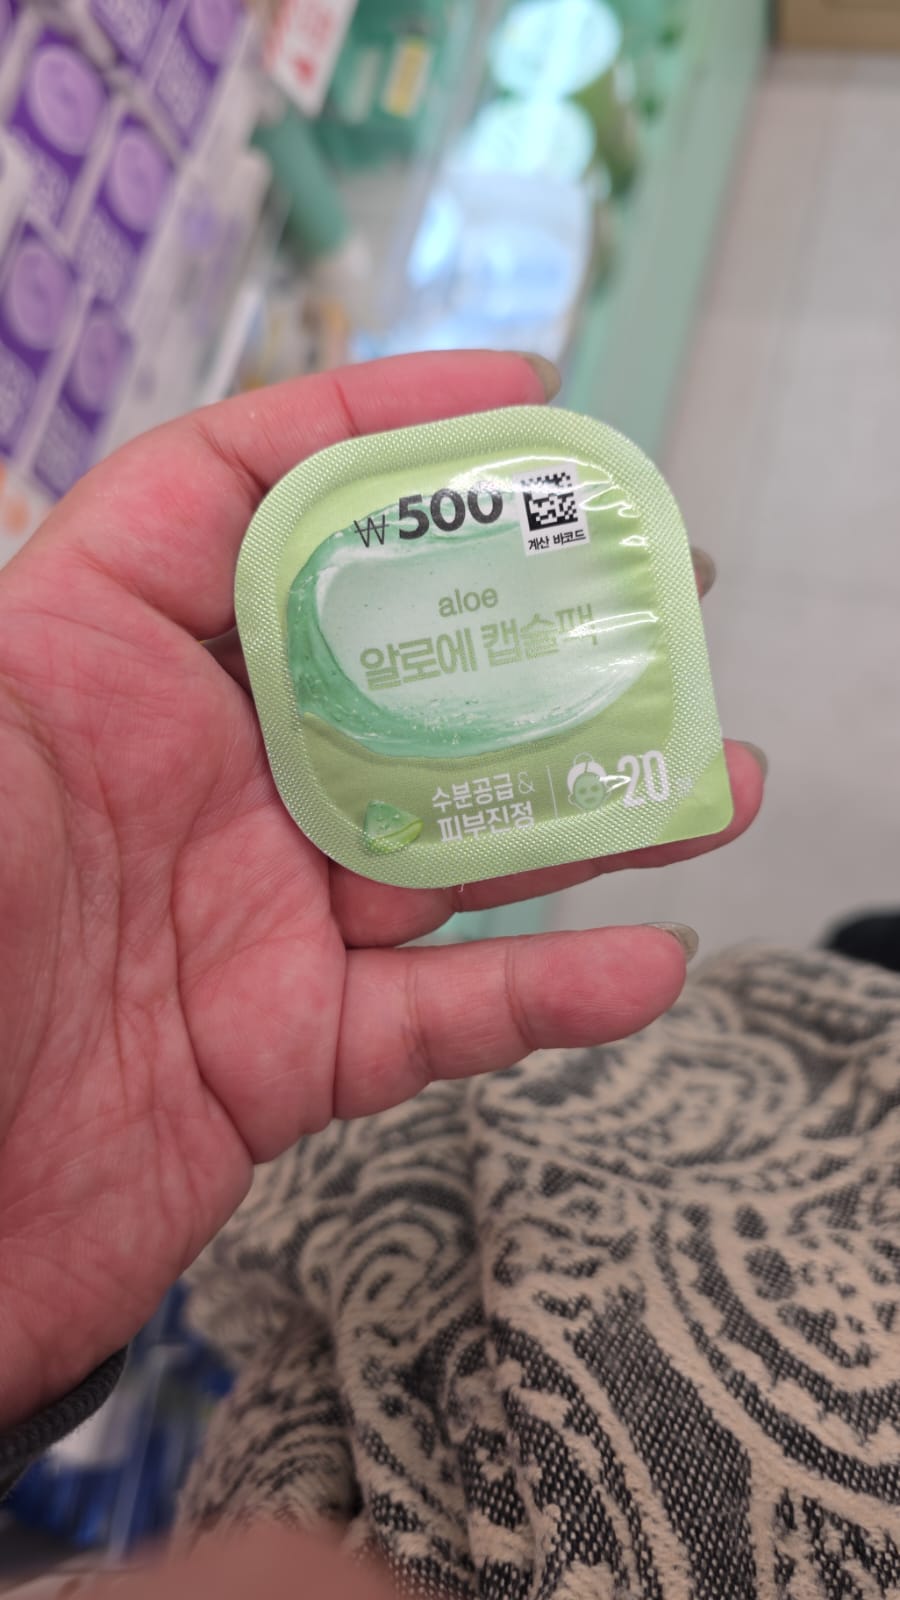 ₩500
계산 바코드
aloe
알로에 캡슐팩
수분공급&
피부진정
20